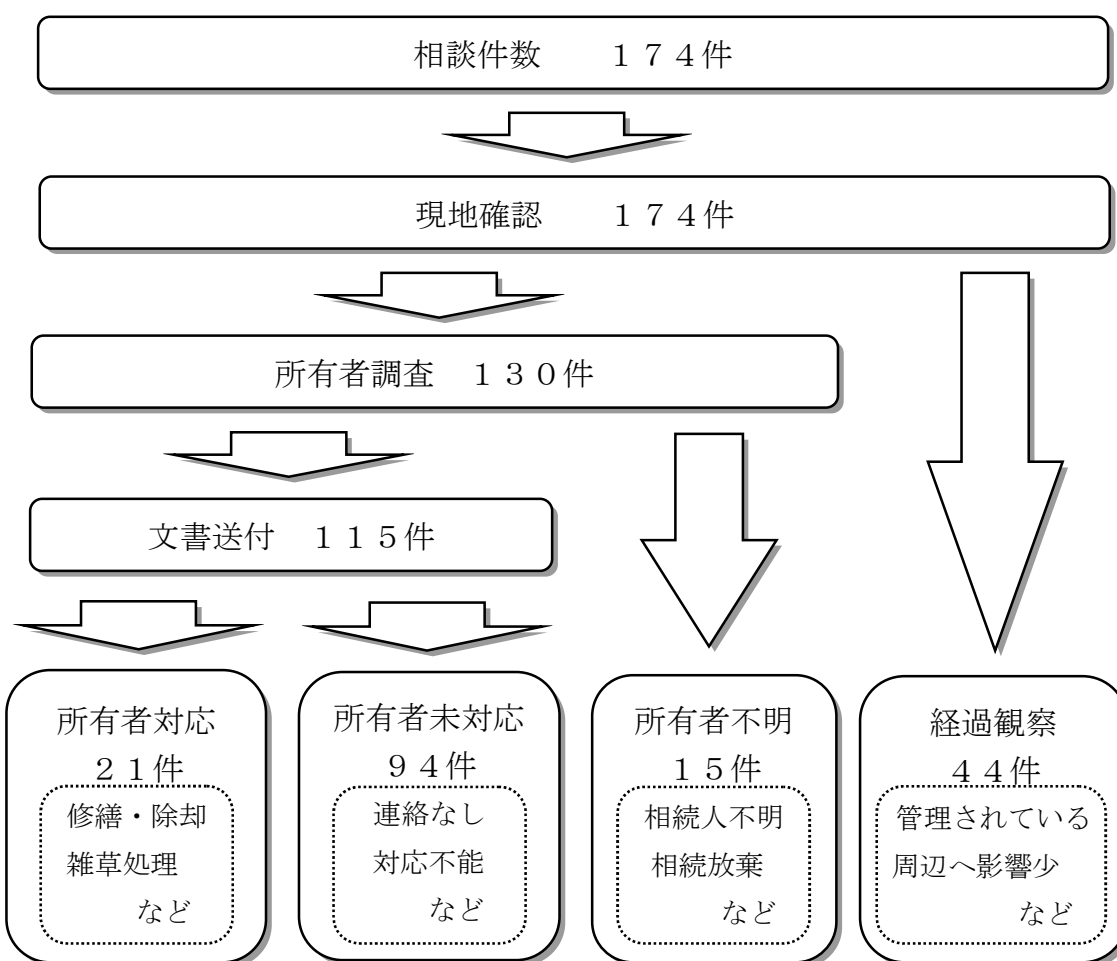 相談件数　　１７４件
現地確認　　１７４件
所有者調査　１３０件
文書送付　１１５件
所有者対応
２１件
修繕・除却
雑草処理
など
所有者未対応
９４件
連絡なし
対応不能
など
所有者不明
１５件
相続人不明
相続放棄
など
経過観察
４４件
管理されている
周辺へ影響少
など